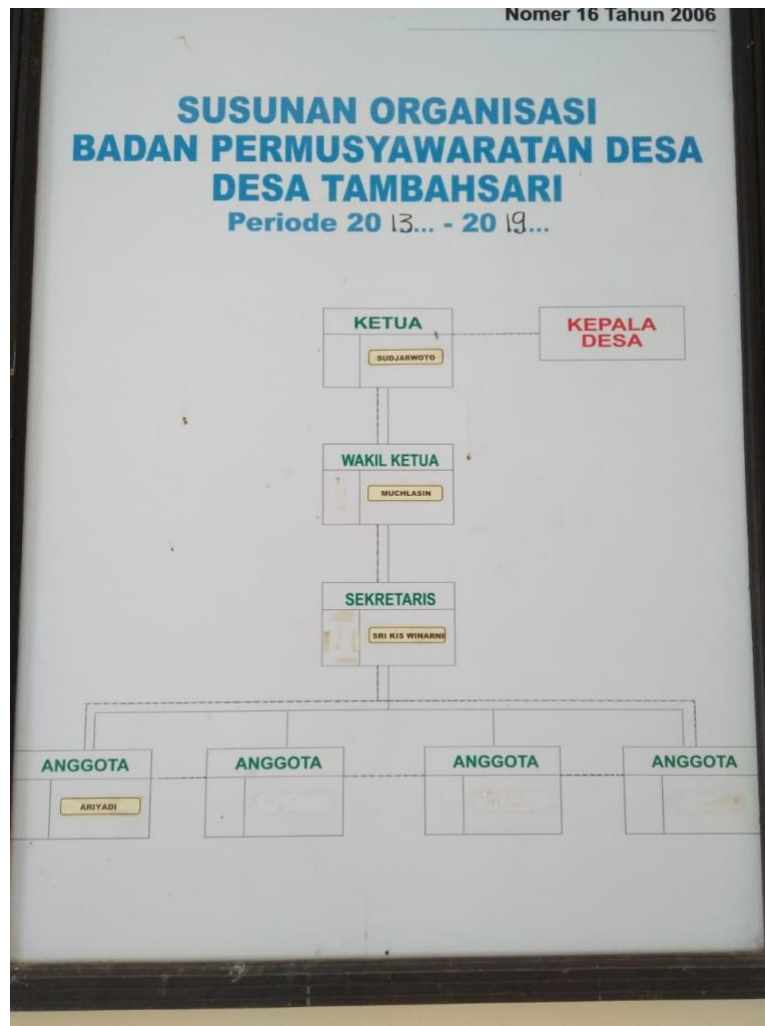 Nomer 16 Tahun 2006
SUSUNAN ORGANISASI
BADAN PERMUSYAWARATAN DESA
DESA TAMBAHSARI
Periode 20 13... - 20 19...
KETUA
SUDJARWOTO
KEPALA
DESA
WAKIL KETUA
MUCHLASIN
SEKRETARIS
SRI KIS WINARNI
ANGGOTA
ARIYADI
ANGGOTA
ANGGOTA
ANGGOTA